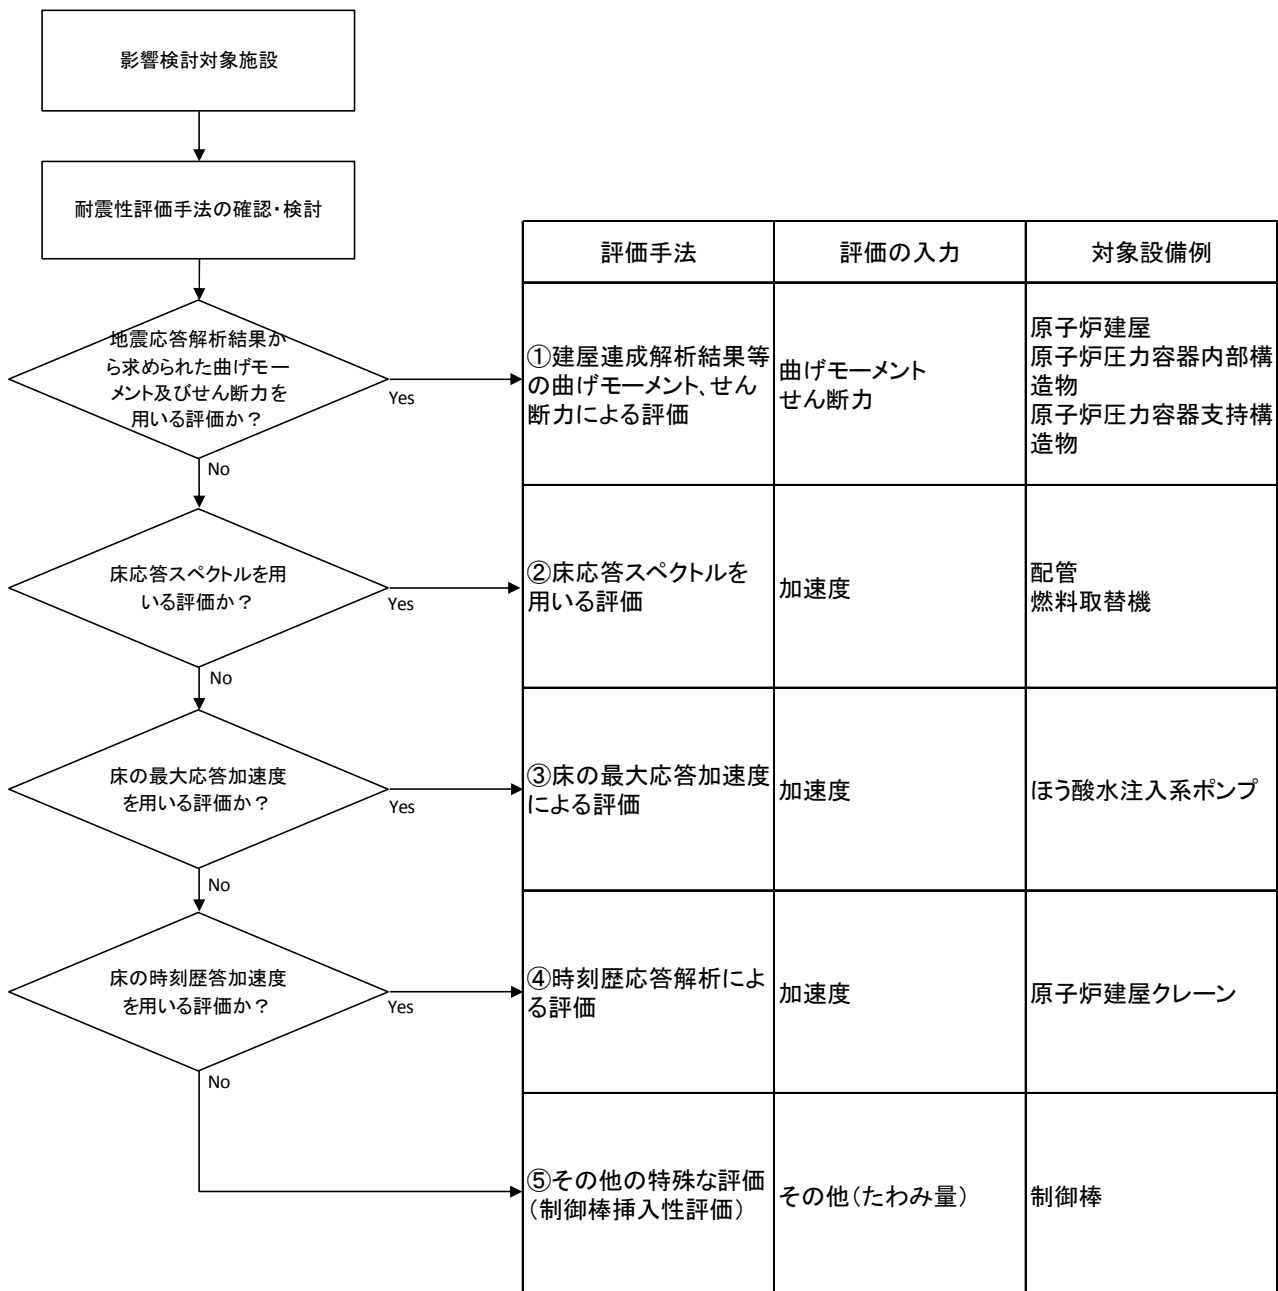 影響検討対象施設
耐震性評価手法の確認・検討
地震応答解析結果か
ら求められた曲げモー
メント及びせん断力を
用いる評価か？
Yes
No
床応答スペクトルを用
いる評価か？
Yes
No
床の最大応答加速度
を用いる評価か？
Yes
No
床の時刻歴答加速度
を用いる評価か？
Yes
No
評価手法
評価の入力
対象設備例
①建屋連成解析結果等
の曲げモーメント、せん
断力による評価
曲げモーメント
せん断力
原子炉建屋
原子炉圧力容器内部構
造物
原子炉圧力容器支持構
造物
②床応答スペクトルを
用いる評価
加速度
配管
燃料取替機
③床の最大応答加速度
による評価
加速度
ほう酸水注入系ポンプ
④時刻歴応答解析によ
る評価
加速度
原子炉建屋クレーン
⑤その他の特殊な評価
（制御棒挿入性評価）
その他（たわみ量）
制御棒